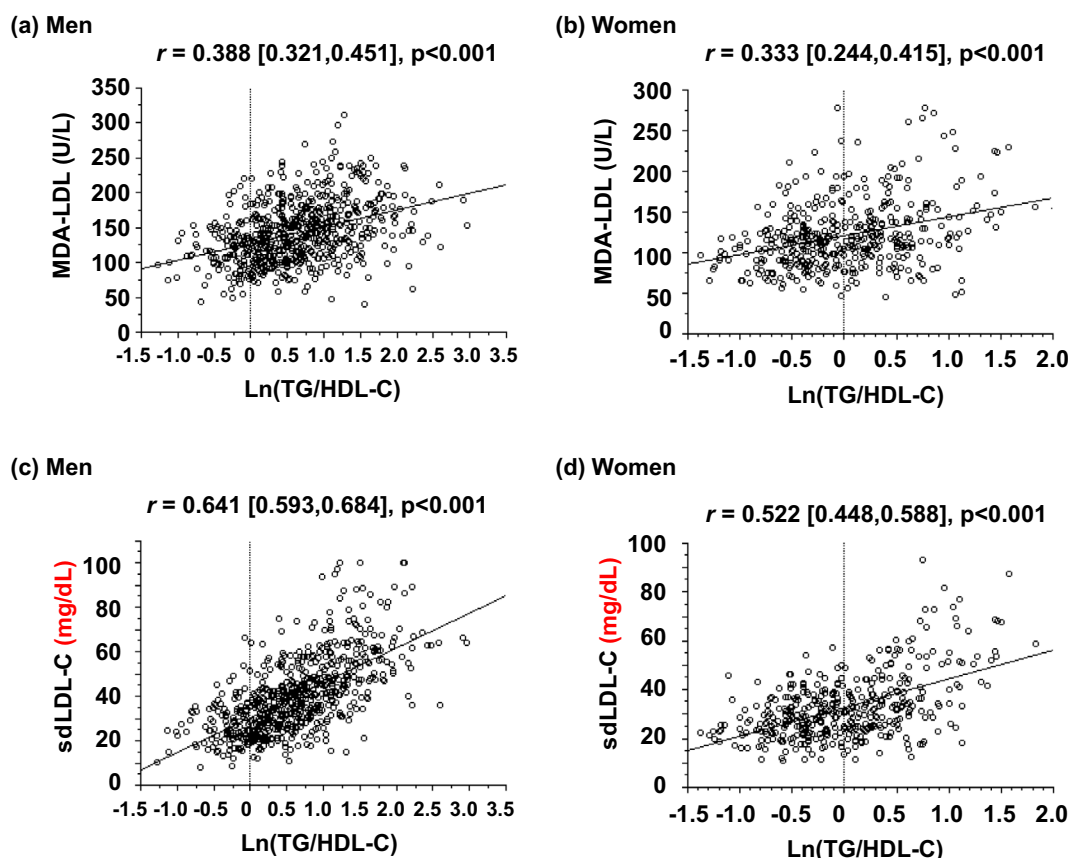 (a) Men
r = 0.388 [0.321,0.451], p<0.001
MDA-LDL (U/L)
350
300
250
200
150
100
50
0
-1.5 -1.0 -0.5 0 0.5 1.0 1.5 2.0 2.5 3.0 3.5
Ln(TG/HDL-C)
(b) Women
r = 0.333 [0.244,0.415], p<0.001
MDA-LDL (U/L)
300
250
200
150
100
50
0
-1.5 -1.0 -0.5 0 0.5 1.0 1.5 2.0
Ln(TG/HDL-C)
(c) Men
r = 0.641 [0.593,0.684], p<0.001
sdLDL-C (mg/dL)
100
80
60
40
20
0
-1.5 -1.0 -0.5 0 0.5 1.0 1.5 2.0 2.5 3.0 3.5
Ln(TG/HDL-C)
(d) Women
r = 0.522 [0.448,0.588], p<0.001
sdLDL-C (mg/dL)
100
80
60
40
20
0
-1.5 -1.0 -0.5 0 0.5 1.0 1.5 2.0
Ln(TG/HDL-C)